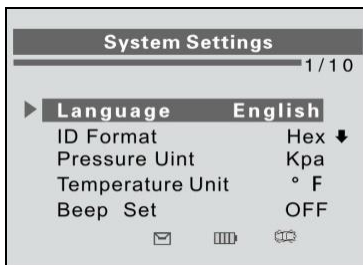 System Settings
1/10
Language English
ID Format Hex
Pressure Uint Kpa
Temperature Unit ° F
Beep Set OFF